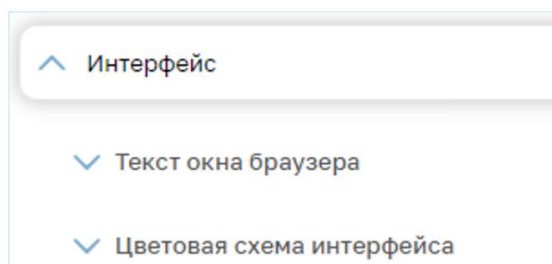 Интерфейс
Текст окна браузера
Цветовая схема интерфейса